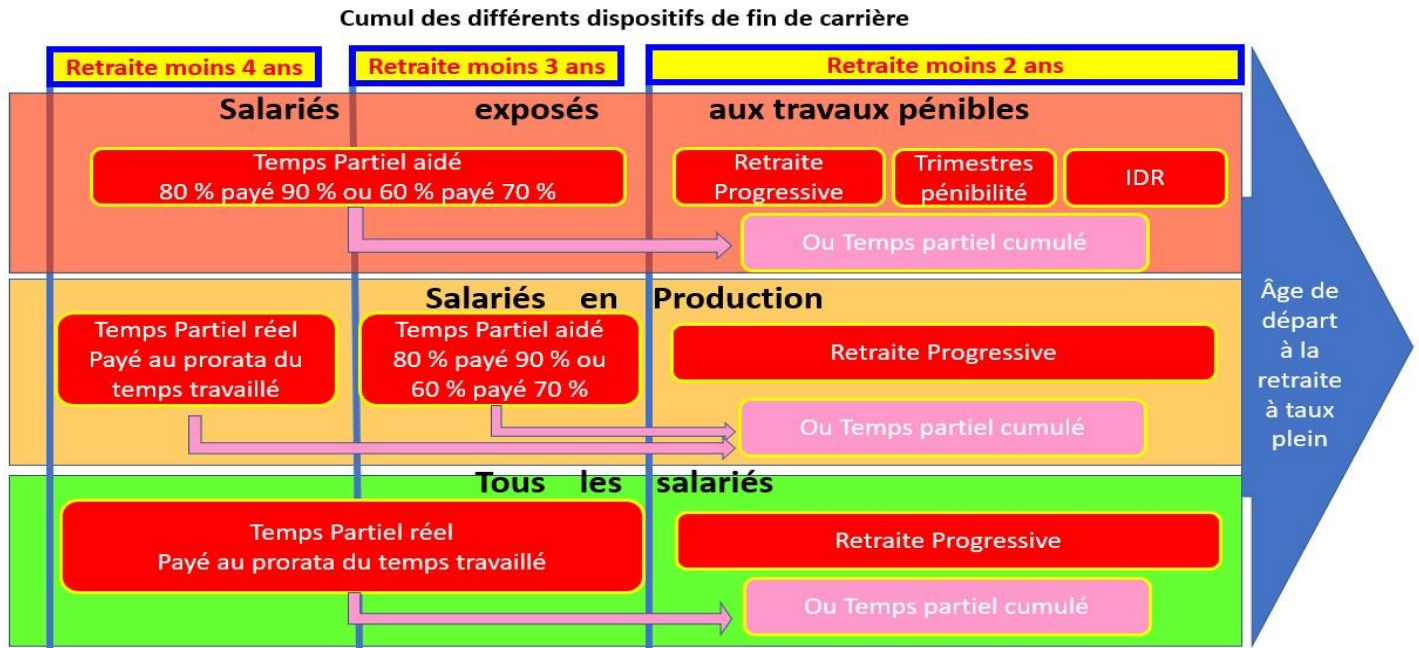 Cumul des différents dispositifs de fin de carrière
Retraite moins 4 ans
Retraite moins 3 ans
Retraite moins 2 ans
Salariés exposés aux travaux pénibles
Temps Partiel aidé
80 % payé 90 % ou 60 % payé 70 %
Retraite
Progressive
Trimestres
pénibilité
IDR
Ou Temps partiel cumulé
Salariés en Production
Temps Partiel réel
Payé au prorata du
temps travaillé
Temps Partiel aidé
80 % payé 90 % ou
60 % payé 70 %
Retraite Progressive
Ou Temps partiel cumulé
Tous les salariés
Temps Partiel réel
Payé au prorata du temps travaillé
Retraite Progressive
Ou Temps partiel cumulé
Âge de
départ
à la
retraite
à taux
plein